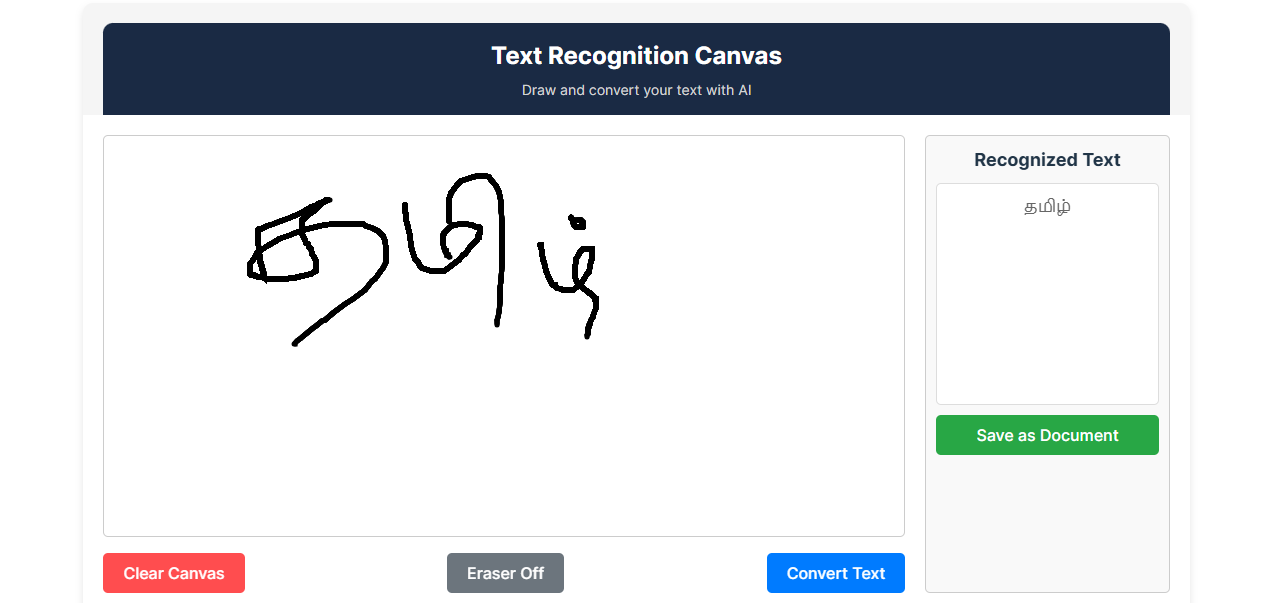 Text Recognition Canvas
Draw and convert your text with AI
தமிழ்
Recognized Text
தமிழ்
Save as Document
Clear Canvas
Eraser Off
Convert Text